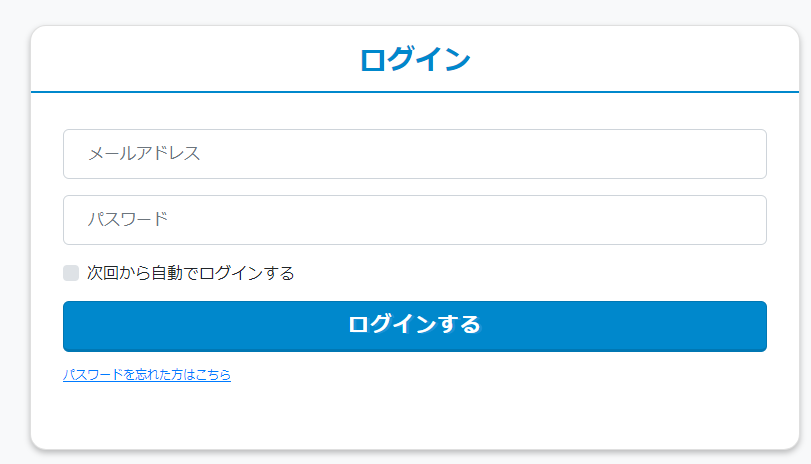 ログイン
メールアドレス
パスワード
次回から自動でログインする
ログインする
パスワードを忘れた方はこちら